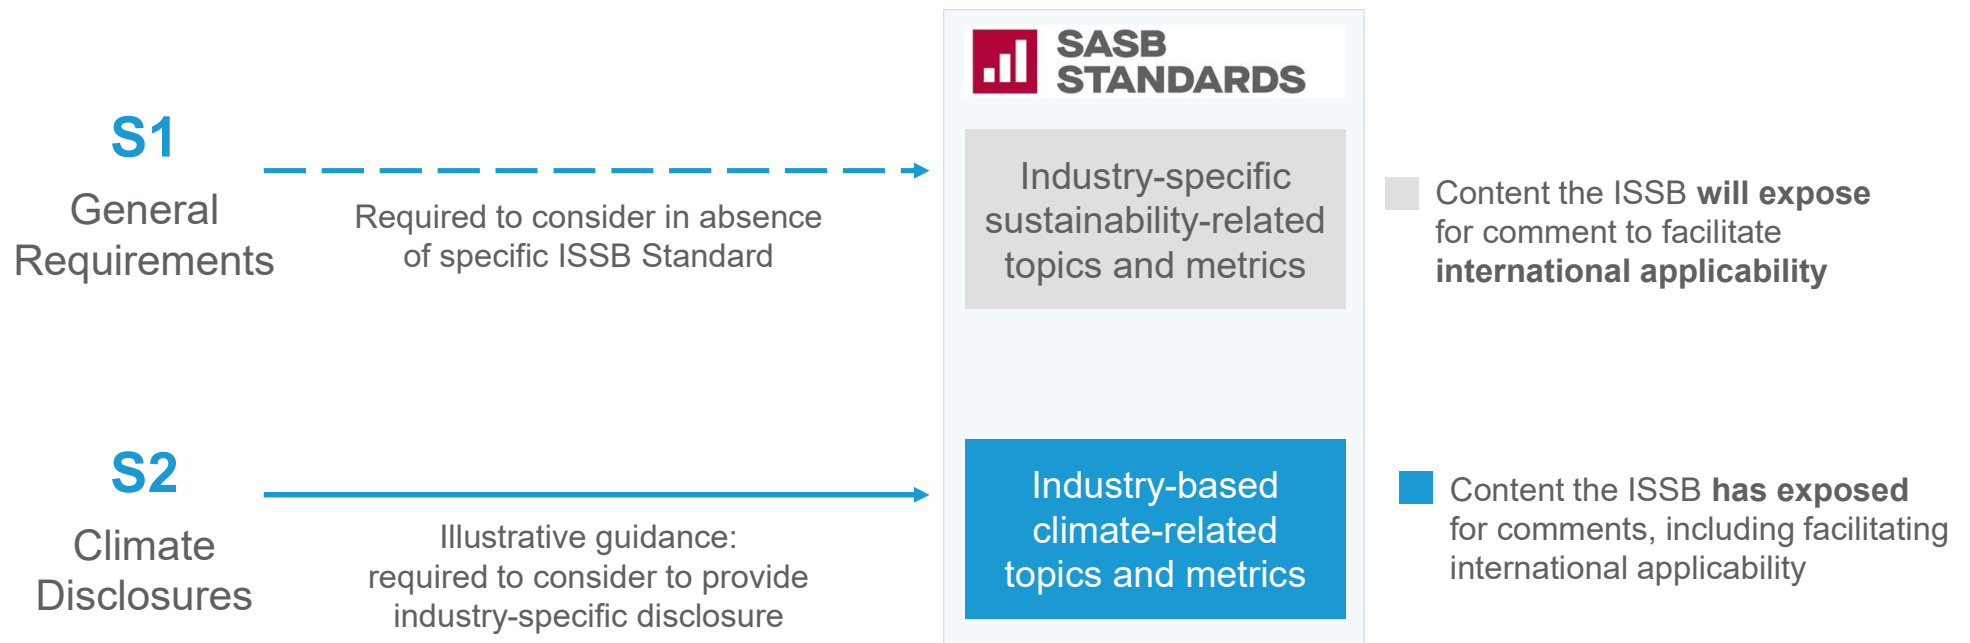 SASB
STANDARDS
S1
General
Requirements
Required to consider in absence
of specific ISSB Standard
Industry-specific
sustainability-related
topics and metrics
Content the ISSB will expose
for comment to facilitate
international applicability
S2
Climate
Disclosures
Illustrative guidance:
required to consider to provide
industry-specific disclosure
Industry-based
climate-related
topics and metrics
Content the ISSB has exposed
for comments, including facilitating
international applicability